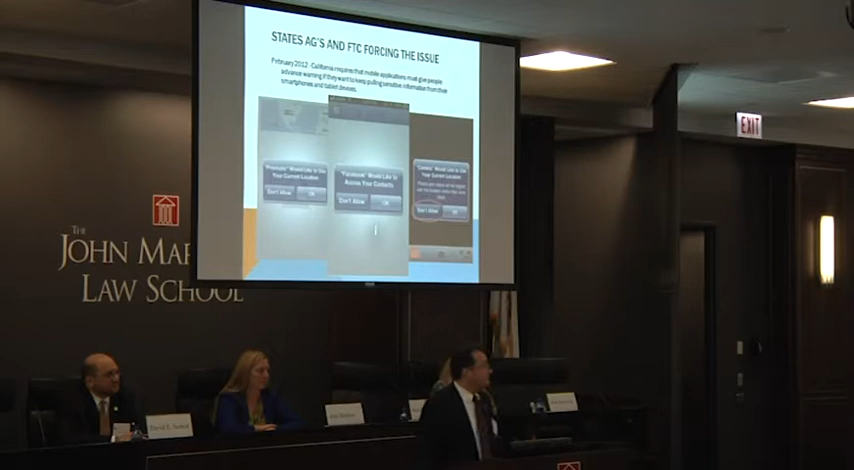 STATES AG'S AND FTC FORCING THE ISSUE
February 2012 - California requires that mobile applications must give people
advance warning if they want to keep pulling sensitive information from their
smartphones and tablet devices.
Would Like to Use
Your Current Location
Don't Allow
OK
"Facebook" Would Like to
Access Your Contacts
Don't Allow
OK
"Camera" Would Like to Use
Your Current Location
Don't Allow
OK
EXIT
THE
JOHN MAR
LAW SCHOOL
David E.